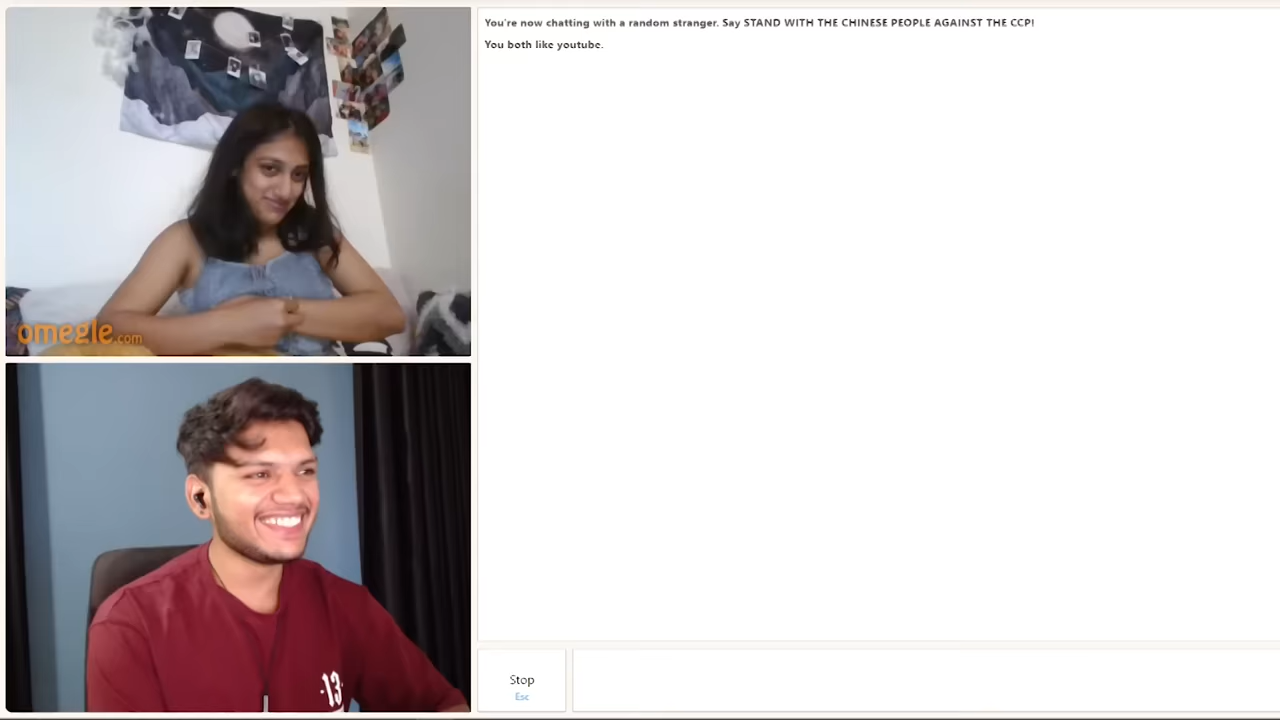 You're now chatting with a random stranger. Say STAND WITH THE CHINESE PEOPLE AGAINST THE CCP!
You both like youtube.
omegle.com
·13·
Stop
Esc